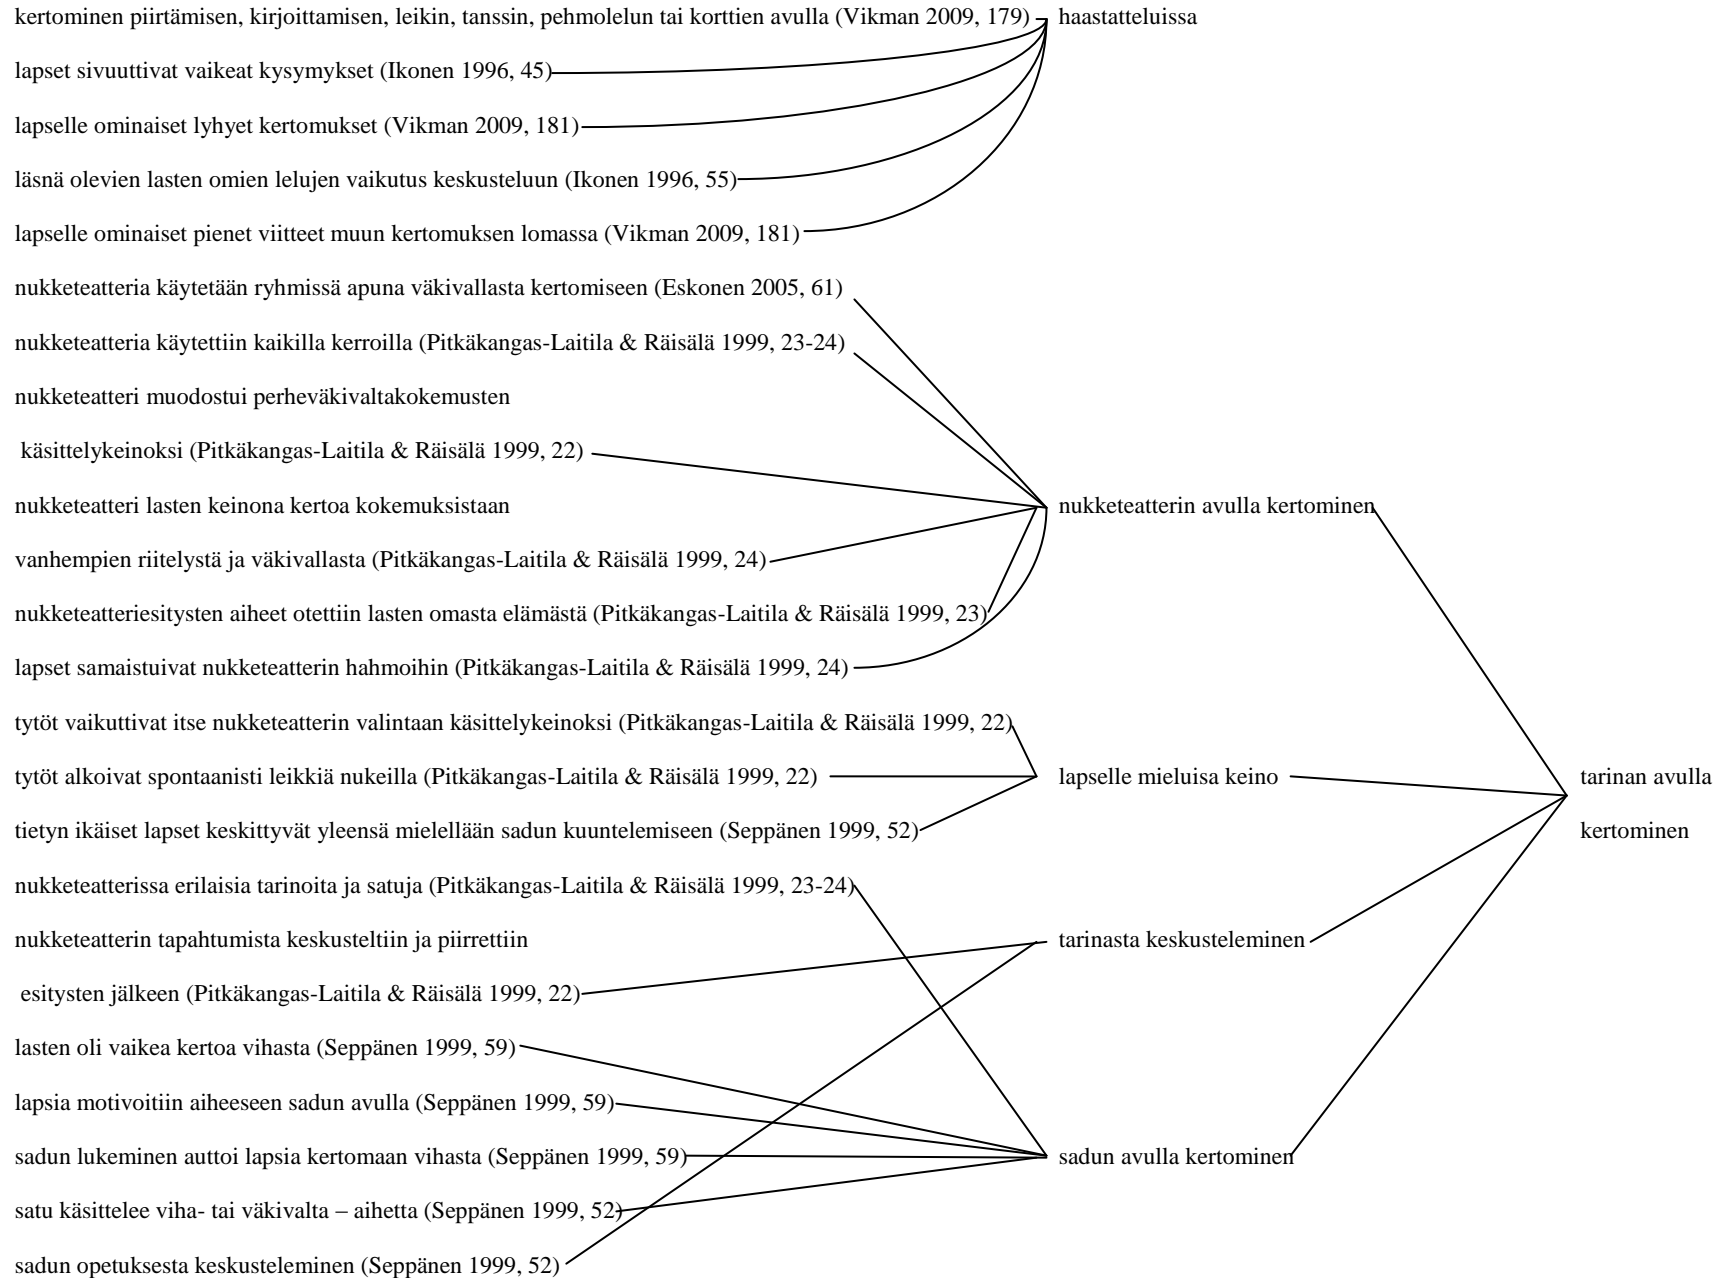 kertominen piirtämisen, kirjoittamisen, leikin, tanssin, pehmolelun tai korttien avulla (Vikman 2009, 179) haastatteluissa
lapset sivuuttivat vaikeat kysymykset (Ikonen 1996, 45)
lapselle ominaiset lyhyet kertomukset (Vikman 2009, 181)
läsnä olevien lasten omien lelujen vaikutus keskusteluun (Ikonen 1996, 55)
lapselle ominaiset pienet viitteet muun kertomuksen lomassa (Vikman 2009, 181)
nukketeatteria käytetään ryhmissä apuna väkivallasta kertomiseen (Eskonen 2005, 61)
nukketeatteria käytettiin kaikilla kerroilla (Pitkäkangas-Laitila & Räisälä 1999, 23-24)
nukketeatteri muodostui perheväkivaltakokemusten
käsittelykeinoksi (Pitkäkangas-Laitila & Räisälä 1999, 22)
nukketeatteri lasten keinona kertoa kokemuksistaan nukketeatterin avulla kertominen
vanhempien riitelystä ja väkivallasta (Pitkäkangas-Laitila & Räisälä 1999, 24)
nukketeatteriesitysten aiheet otettiin lasten omasta elämästä (Pitkäkangas-Laitila & Räisälä 1999, 23)
lapset samaistuivat nukketeatterin hahmoihin (Pitkäkangas-Laitila & Räisälä 1999, 24)
tytöt vaikuttivat itse nukketeatterin valintaan käsittelykeinoksi (Pitkäkangas-Laitila & Räisälä 1999, 22)
tytöt alkoivat spontaanisti leikkiä nukeilla (Pitkäkangas-Laitila & Räisälä 1999, 22) lapselle mieluisa keino tarinan avulla
tietyn ikäiset lapset keskittyvät yleensä mielellään sadun kuuntelemiseen (Seppänen 1999, 52) kertominen
nukketeatterissa erilaisia tarinoita ja satuja (Pitkäkangas-Laitila & Räisälä 1999, 23-24)
nukketeatterin tapahtumista keskusteltiin ja piirrettiin tarinasta keskusteleminen
esitysten jälkeen (Pitkäkangas-Laitila & Räisälä 1999, 22)
lasten oli vaikea kertoa vihasta (Seppänen 1999, 59)
lapsia motivoitiin aiheeseen sadun avulla (Seppänen 1999, 59)
sadun lukeminen auttoi lapsia kertomaan vihasta (Seppänen 1999, 59) sadun avulla kertominen
satu käsittelee viha- tai väkivalta – aihetta (Seppänen 1999, 52)
sadun opetuksesta keskusteleminen (Seppänen 1999, 52)